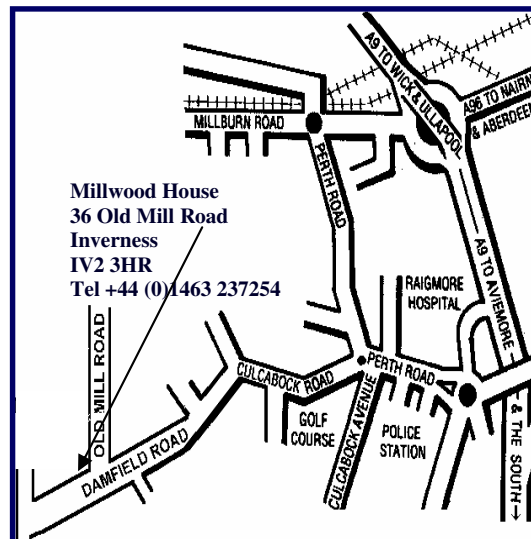 A9 TO WICK & ULLAPOOL
A96 TO NAIRN
& ABERDEEN
MILLBURN ROAD
PERTH ROAD
Millwood House
36 Old Mill Road
Inverness
IV2 3HR
Tel +44 (0)1463 237254
A9 TO AVIEMORE
& THE SOUTH→
RAIGMORE
HOSPITAL
OLD MILL ROAD
CULCABOCK ROAD
PERTH ROAD
GOLF
COURSE
CULCABOCK AVENUE
POLICE
STATION
DAMFIELD ROAD